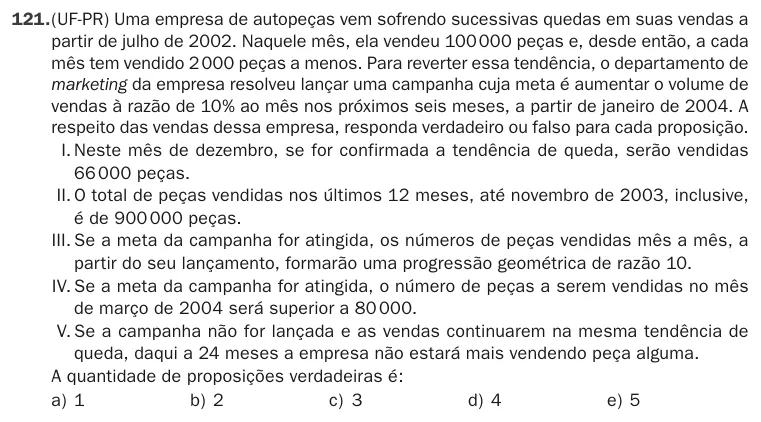 121.(UF-PR) Uma empresa de autopeças vem sofrendo sucessivas quedas em suas vendas a
partir de julho de 2002. Naquele mês, ela vendeu 100 000 peças e, desde então, a cada
mês tem vendido 2 000 peças a menos. Para reverter essa tendência, o departamento de
marketing da empresa resolveu lançar uma campanha cuja meta é aumentar o volume de
vendas à razão de 10% ao mês nos próximos seis meses, a partir de janeiro de 2004. A
respeito das vendas dessa empresa, responda verdadeiro ou falso para cada proposição.
I. Neste mês de dezembro, se for confirmada a tendência de queda, serão vendidas
66 000 peças.
II. O total de peças vendidas nos últimos 12 meses, até novembro de 2003, inclusive,
é de 900 000 peças.
III. Se a meta da campanha for atingida, os números de peças vendidas mês a mês, a
partir do seu lançamento, formarão uma progressão geométrica de razão 10.
IV. Se a meta da campanha for atingida, o número de peças a serem vendidas no mês
de março de 2004 será superior a 80 000.
V. Se a campanha não for lançada e as vendas continuarem na mesma tendência de
queda, daqui a 24 meses a empresa não estará mais vendendo peça alguma.
A quantidade de proposições verdadeiras é:
a) 1 b) 2 c) 3 d) 4 e) 5